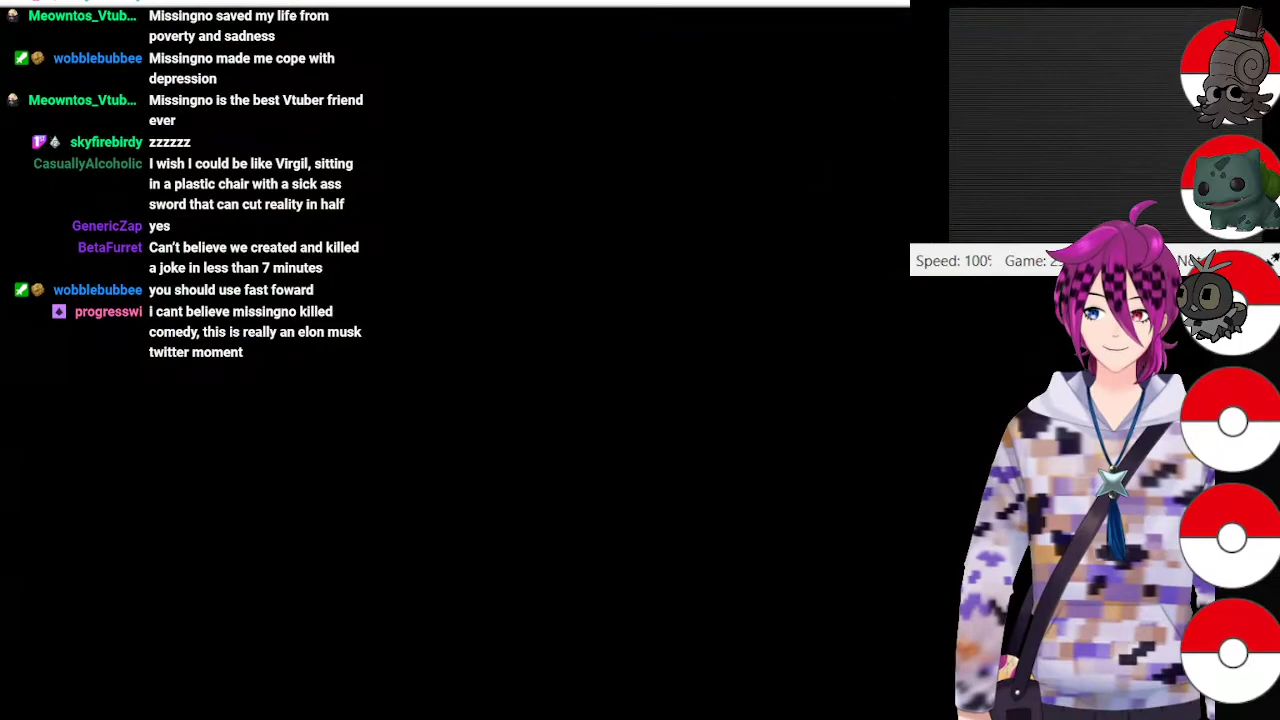 Meowntos_Vtub... Missingno saved my life from
poverty and sadness
wobblebubbee Missingno made me cope with
depression
Meowntos_Vtub... Missingno is the best Vtuber friend
ever
skyfirebirdy zzzzzz
CasuallyAlcoholic I wish I could be like Virgil, sitting
in a plastic chair with a sick ass
sword that can cut reality in half
GenericZap yes
BetaFurret Can't believe we created and killed
a joke in less than 7 minutes
wobblebubbee you should use fast foward
progresswi i cant believe missingno killed
comedy, this is really an elon musk
twitter moment
Speed: 100% Game: